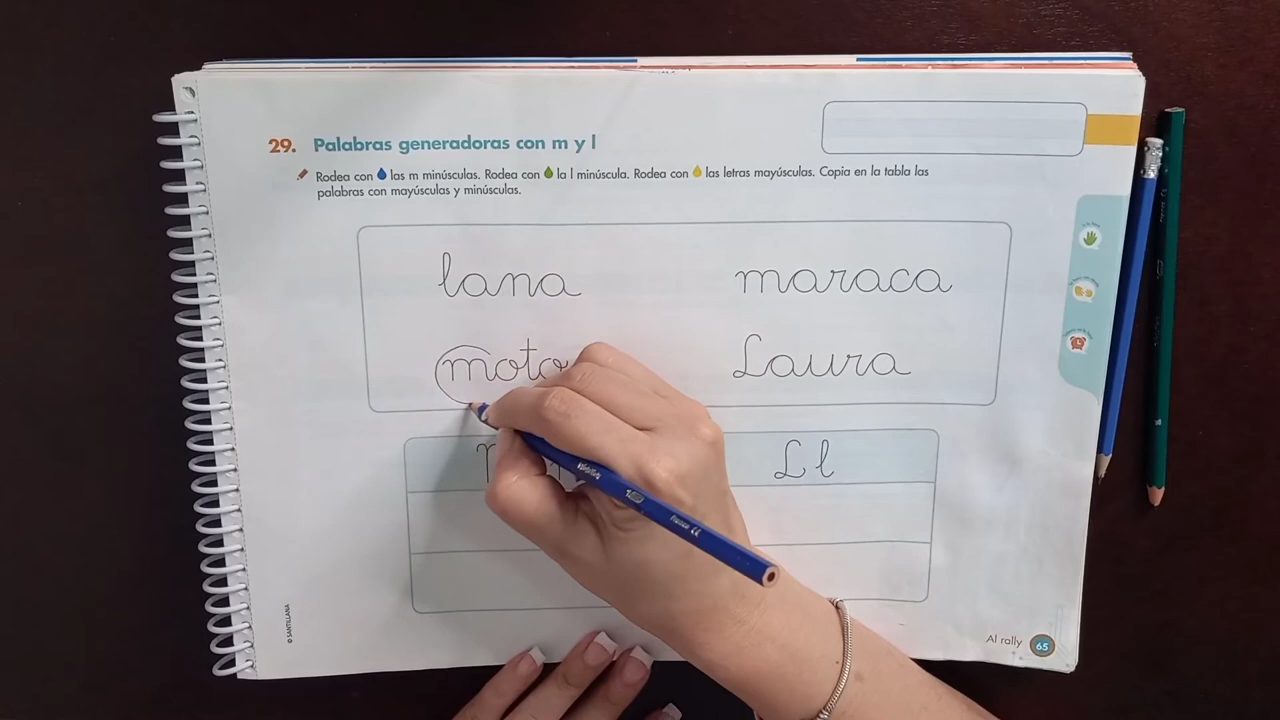 29. Palabras generadoras con m y l
Rodea con las m minúsculas. Rodea con la l minúscula. Rodea con las letras mayúsculas. Copia en la tabla las
palabras con mayúsculas y minúsculas.
lana maraca
moto Laura
L l
© SANTILLANA
Al rally 65